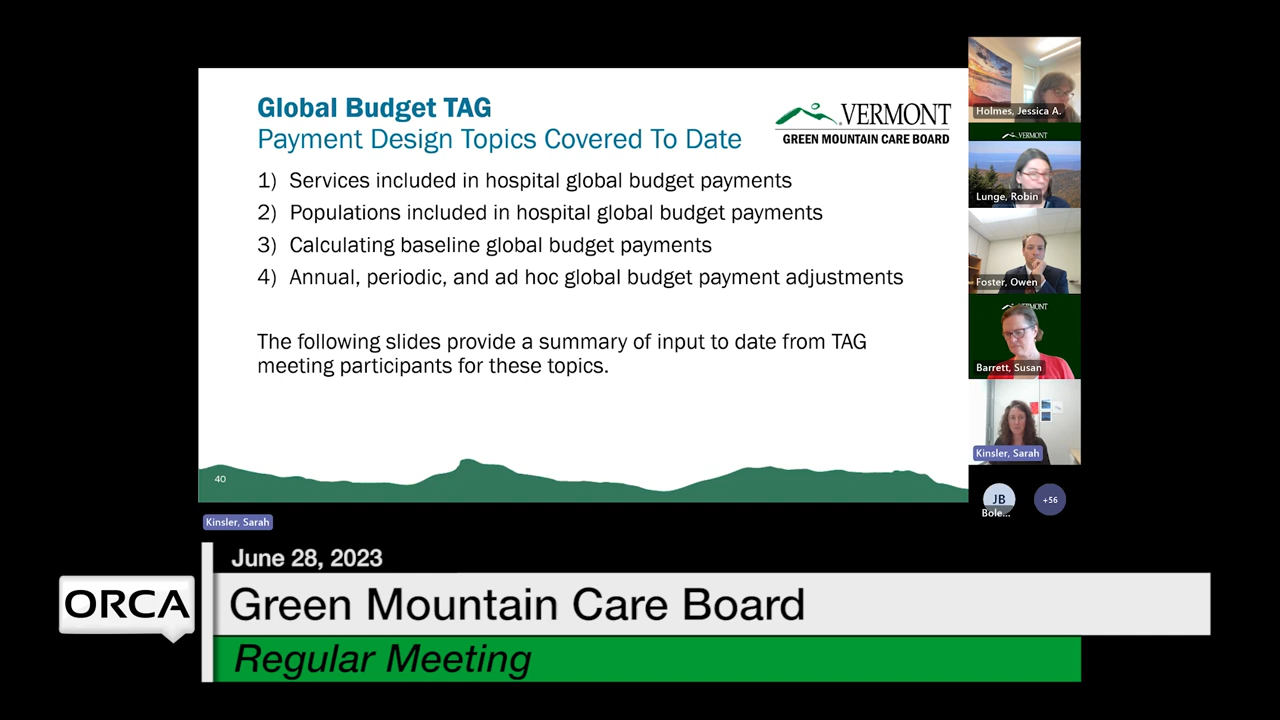 Global Budget TAG
Payment Design Topics Covered To Date
VERMONT
GREEN MOUNTAIN CARE BOARD
1) Services included in hospital global budget payments
2) Populations included in hospital global budget payments
3) Calculating baseline global budget payments
4) Annual, periodic, and ad hoc global budget payment adjustments
The following slides provide a summary of input to date from TAG
meeting participants for these topics.
40
Holmes, Jessica A.
VERMONT
Lunge, Robin
Foster, Owen
VERMONT
Barrett, Susan
Kinsler, Sarah
JB
Bole...
+56
Kinsler, Sarah
June 28, 2023
ORCA
Green Mountain Care Board
Regular Meeting